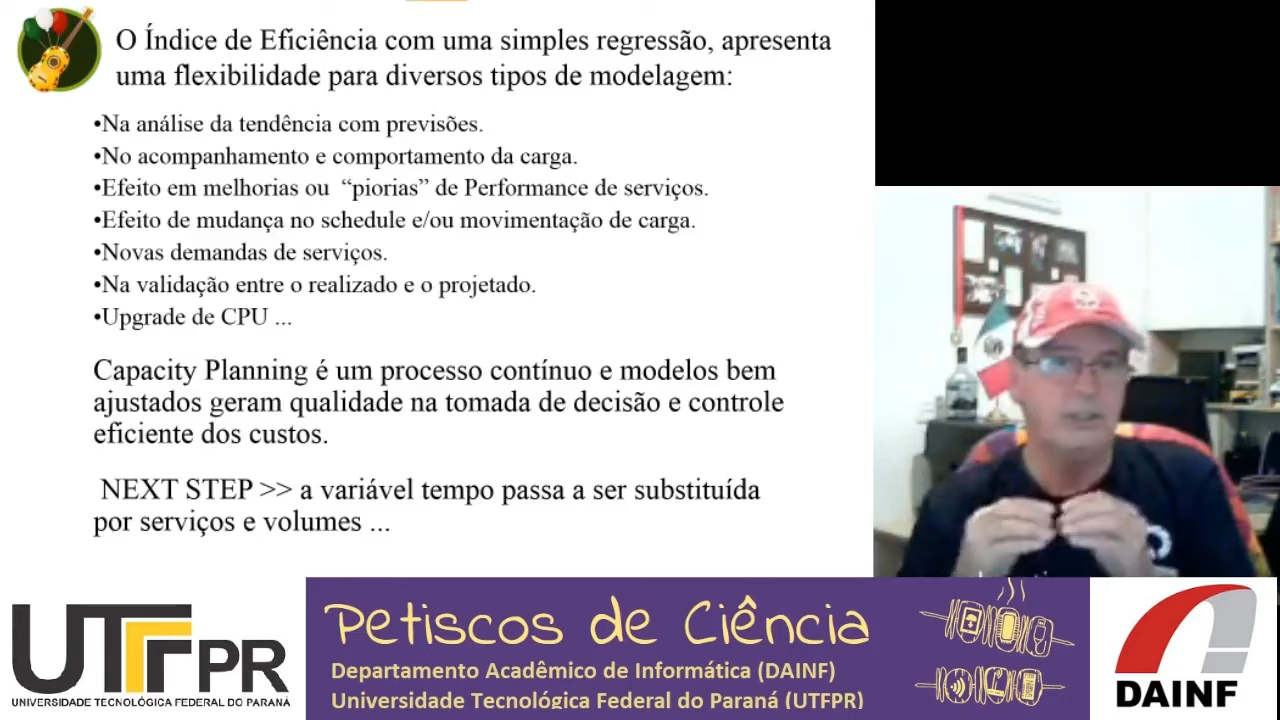 O Índice de Eficiência com uma simples regressão, apresenta
uma flexibilidade para diversos tipos de modelagem:
•Na análise da tendência com previsões.
•No acompanhamento e comportamento da carga.
•Efeito em melhorias ou  “piorias” de Performance de serviços.
•Efeito de mudança no schedule e/ou movimentação de carga.
•Novas demandas de serviços.
•Na validação entre o realizado e o projetado.
•Upgrade de CPU ...
Capacity Planning é um processo contínuo e modelos bem
ajustados geram qualidade na tomada de decisão e controle
eficiente dos custos.
NEXT STEP >> a variável tempo passa a ser substituída
por serviços e volumes ...
UTFPR
UNIVERSIDADE TECNOLÓGICA FEDERAL DO PARANÁ
Petiscos de Ciência
Departamento Acadêmico de Informática (DAINF)
Universidade Tecnológica Federal do Paraná (UTFPR)
DAINF